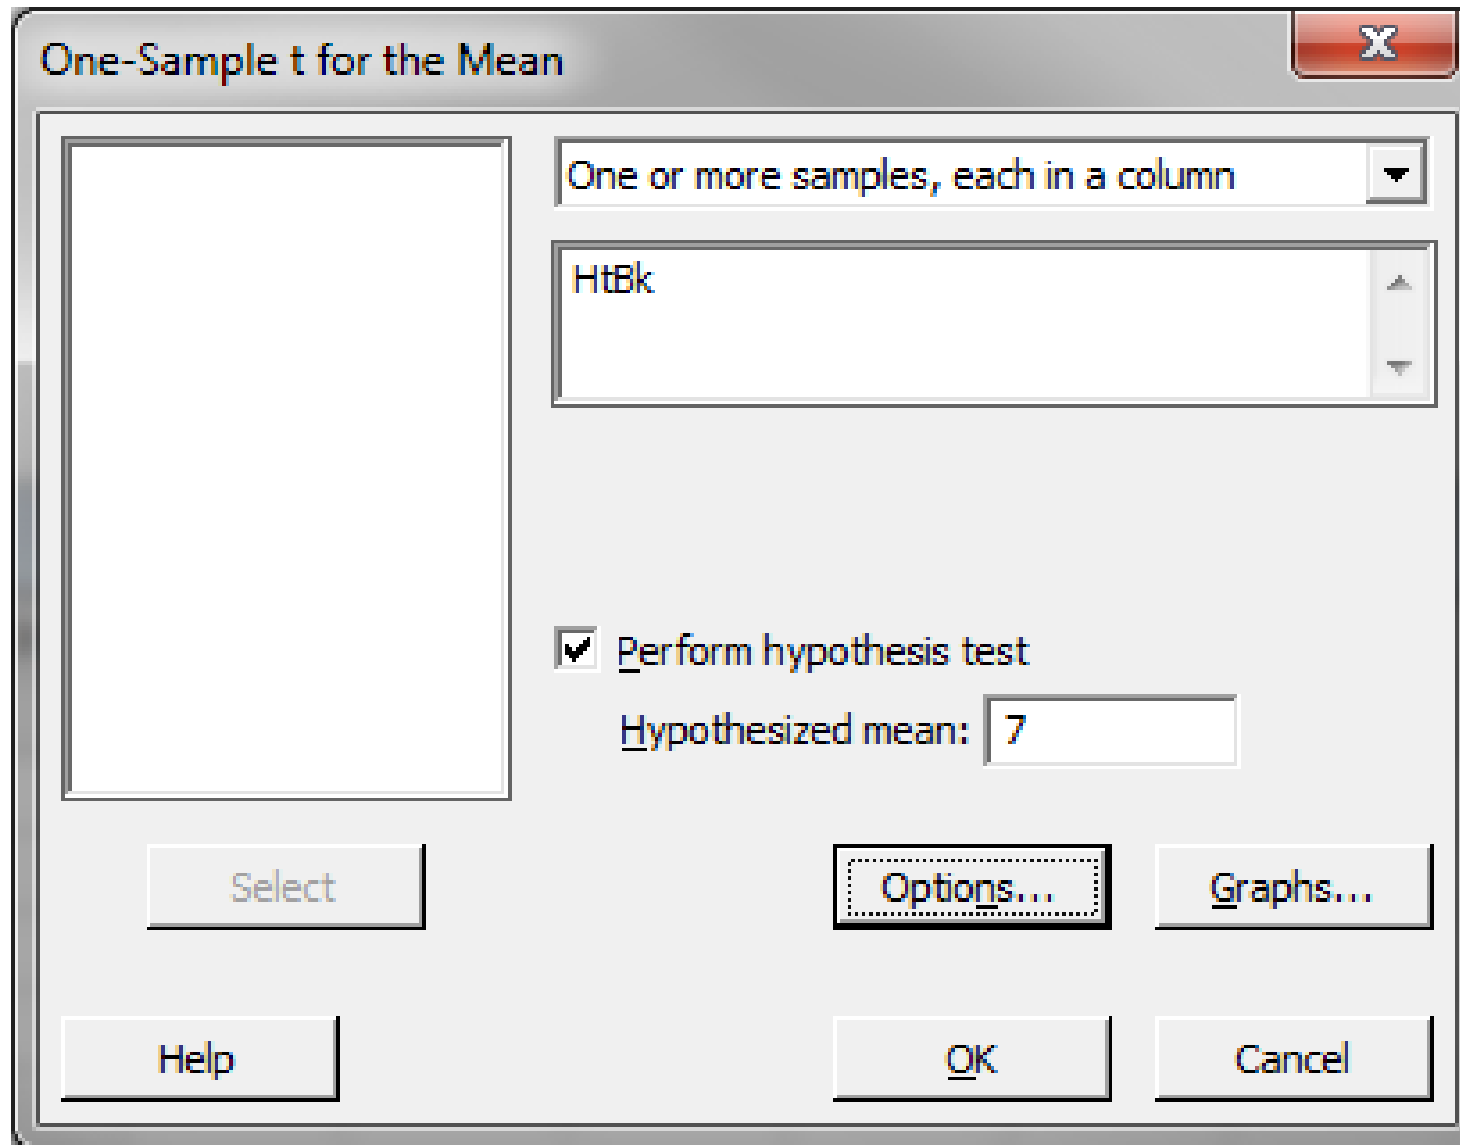 One-Sample t for the Mean
One or more samples, each in a column
HtBk
Perform hypothesis test
Hypothesized mean: 7
Select
Options...
Graphs...
Help
OK
Cancel